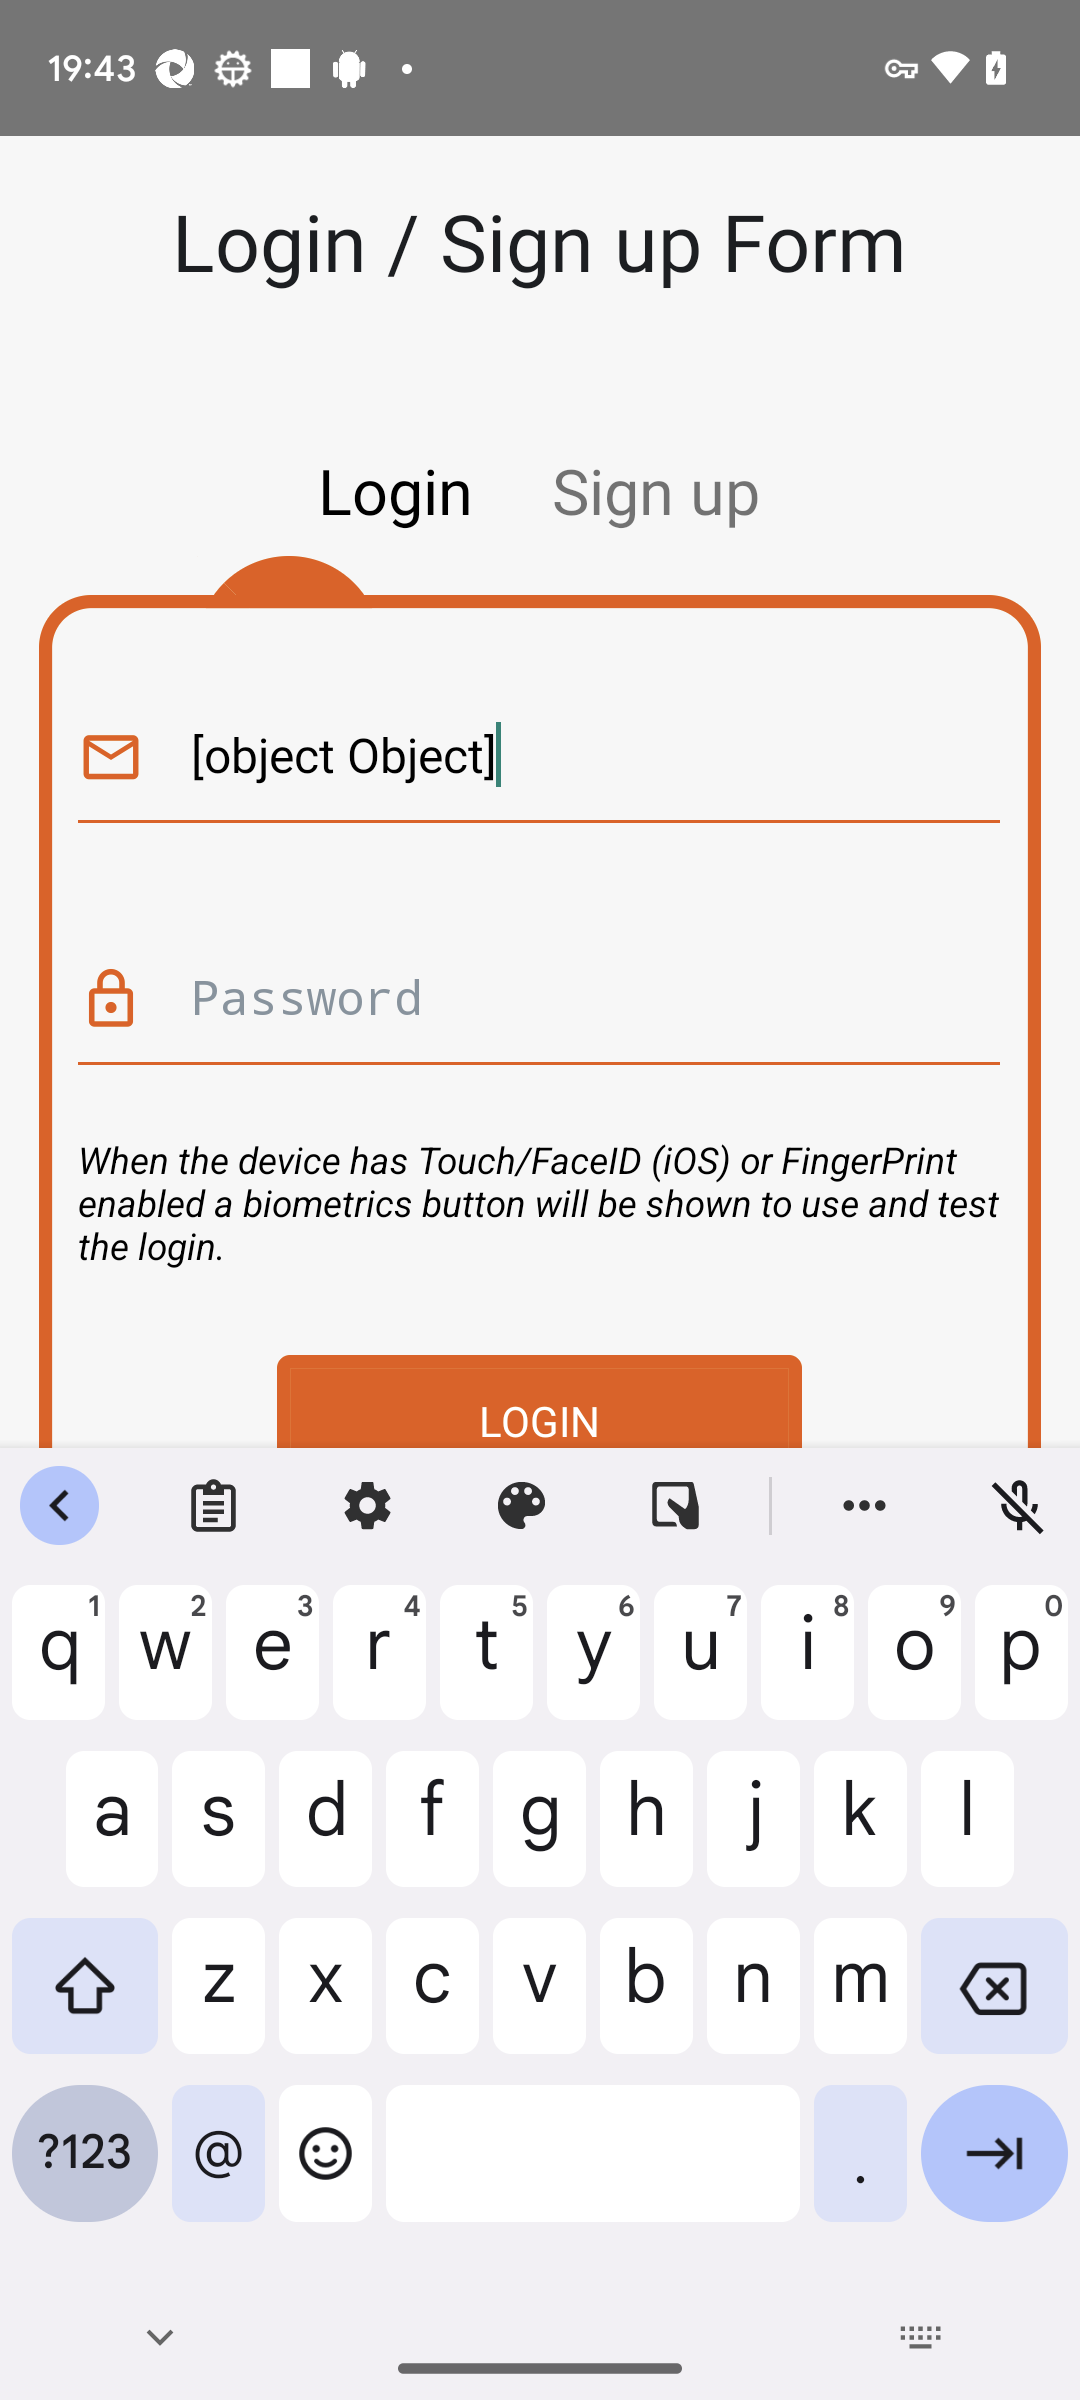 19:43
Login / Sign up Form
Login Sign up
[object Object]
Password
When the device has Touch/FaceID (iOS) or FingerPrint
enabled a biometrics button will be shown to use and test
the login.
LOGIN
1 2 3 4 5 6 7 8 9 0
q w e r t y u i o p
a s d f g h j k l
z x c v b n m
?123 @ .